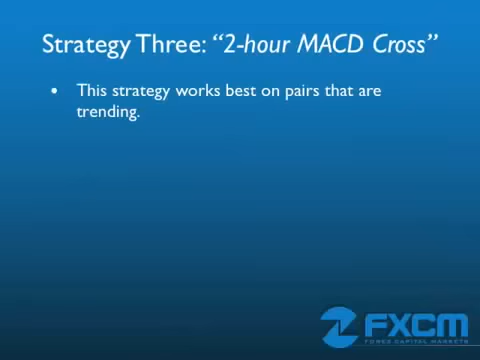 Strategy Three: “2-hour MACD Cross”
• This strategy works best on pairs that are
trending.
FXCM
FOREX CAPITAL MARKETS